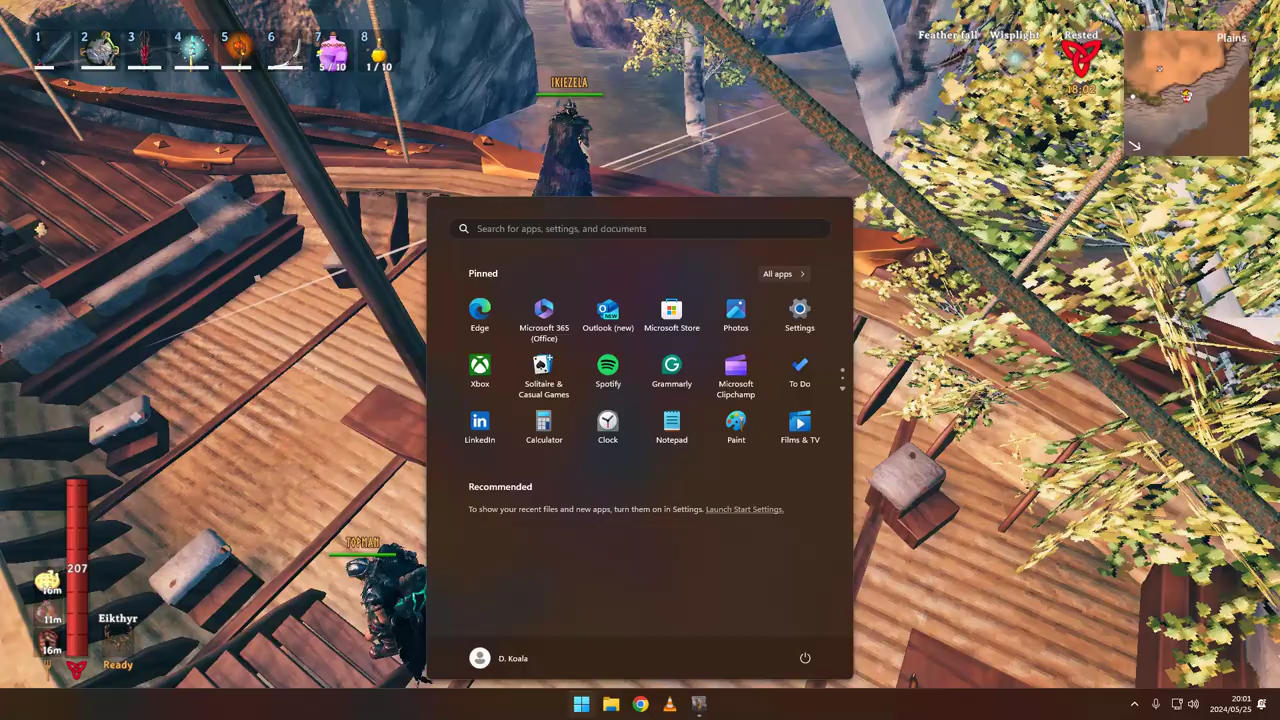 1 2 3 4 5 6 7 8
5/10 1/10
IKIEZELA
Feather fall Wisplight Rested
18:02
Plains
Search for apps, settings, and documents
Pinned
All apps
Edge
Microsoft 365 (Office)
Outlook (new)
Microsoft Store
Photos
Settings
Xbox
Solitaire & Casual Games
Spotify
Grammarly
Microsoft Clipchamp
To Do
LinkedIn
Calculator
Clock
Notepad
Paint
Films & TV
Recommended
To show your recent files and new apps, turn them on in Settings. Launch Start Settings.
TOPMAN
207
16m
11m
16m
Eikthyr
Ready
D. Koala
20:01
2024/05/25